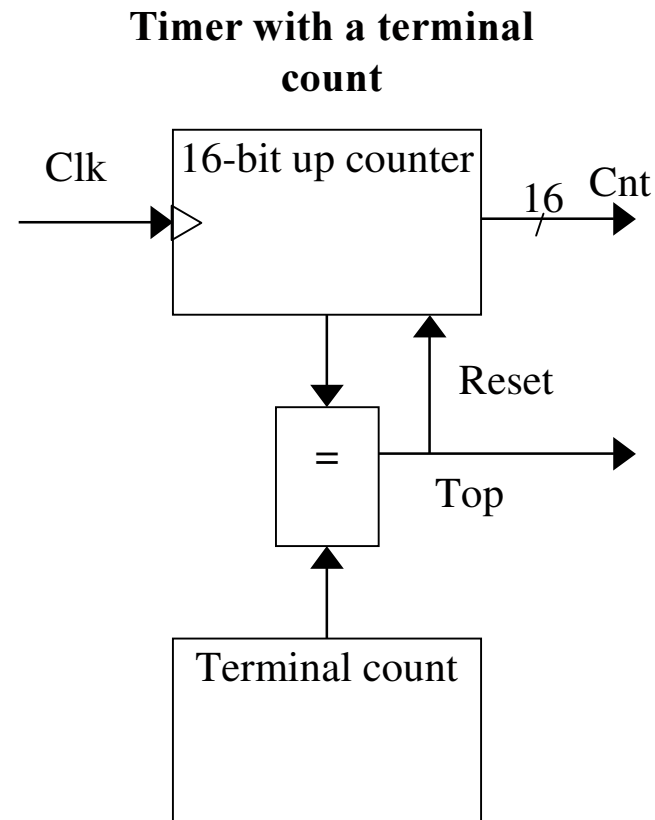 Timer with a terminal
count
Clk
16-bit up counter
16
Cnt
Reset
=
Top
Terminal count